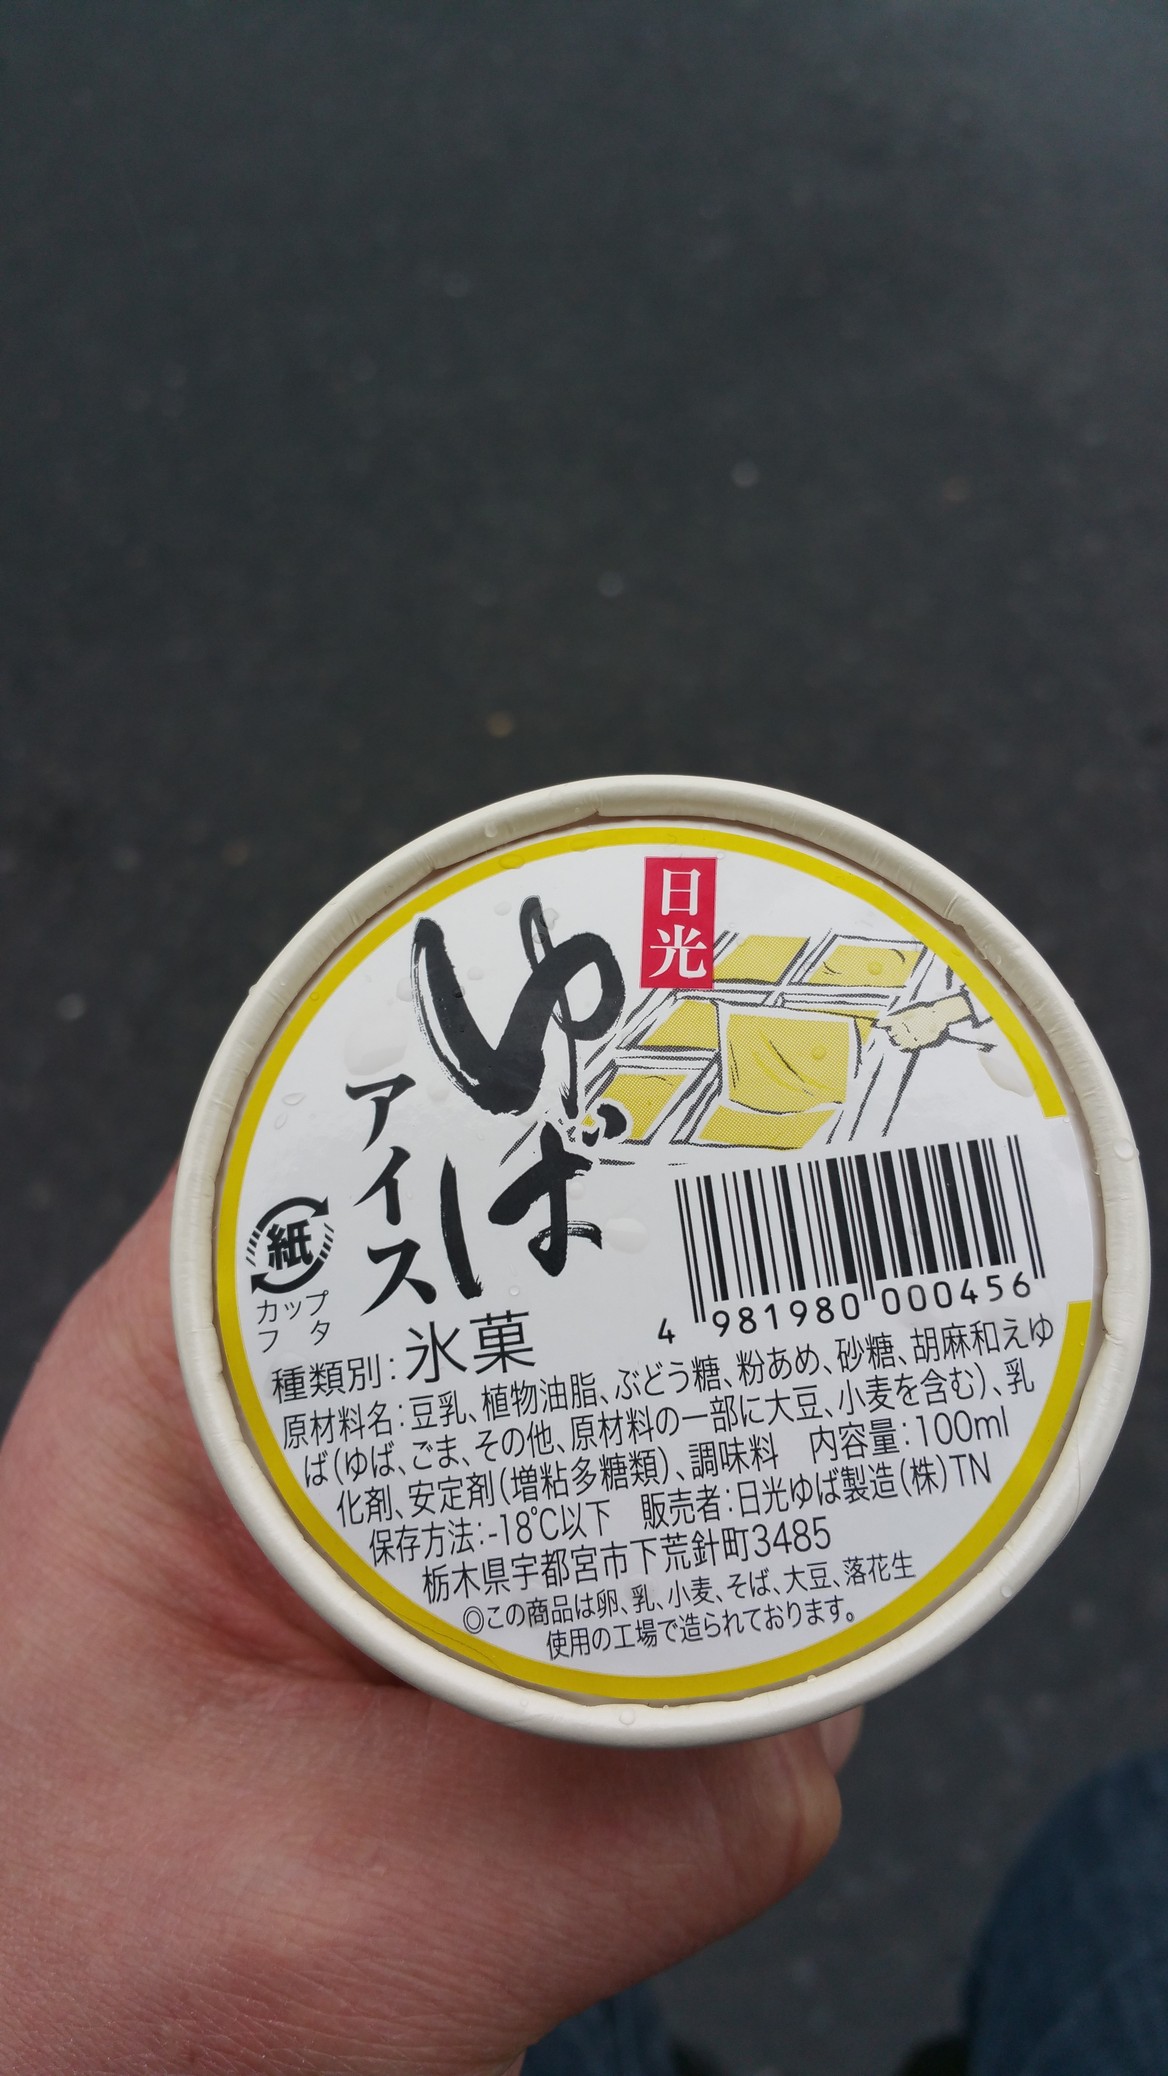 日光
ゆば
アイス
紙
カップ
フタ
4 981980 000456
種類別:氷菓
原材料名:豆乳、植物油脂、ぶどう糖、粉あめ、砂糖、胡麻和えゆ
ば(ゆば、ごま、その他、原材料の一部に大豆、小麦を含む)、乳
化剤、安定剤(増粘多糖類)、調味料 内容量:100ml
保存方法:-18℃以下 販売者:日光ゆば製造(株)TN
栃木県宇都宮市下荒針町3485
◎この商品は卵、乳、小麦、そば、大豆、落花生
使用の工場で造られております。